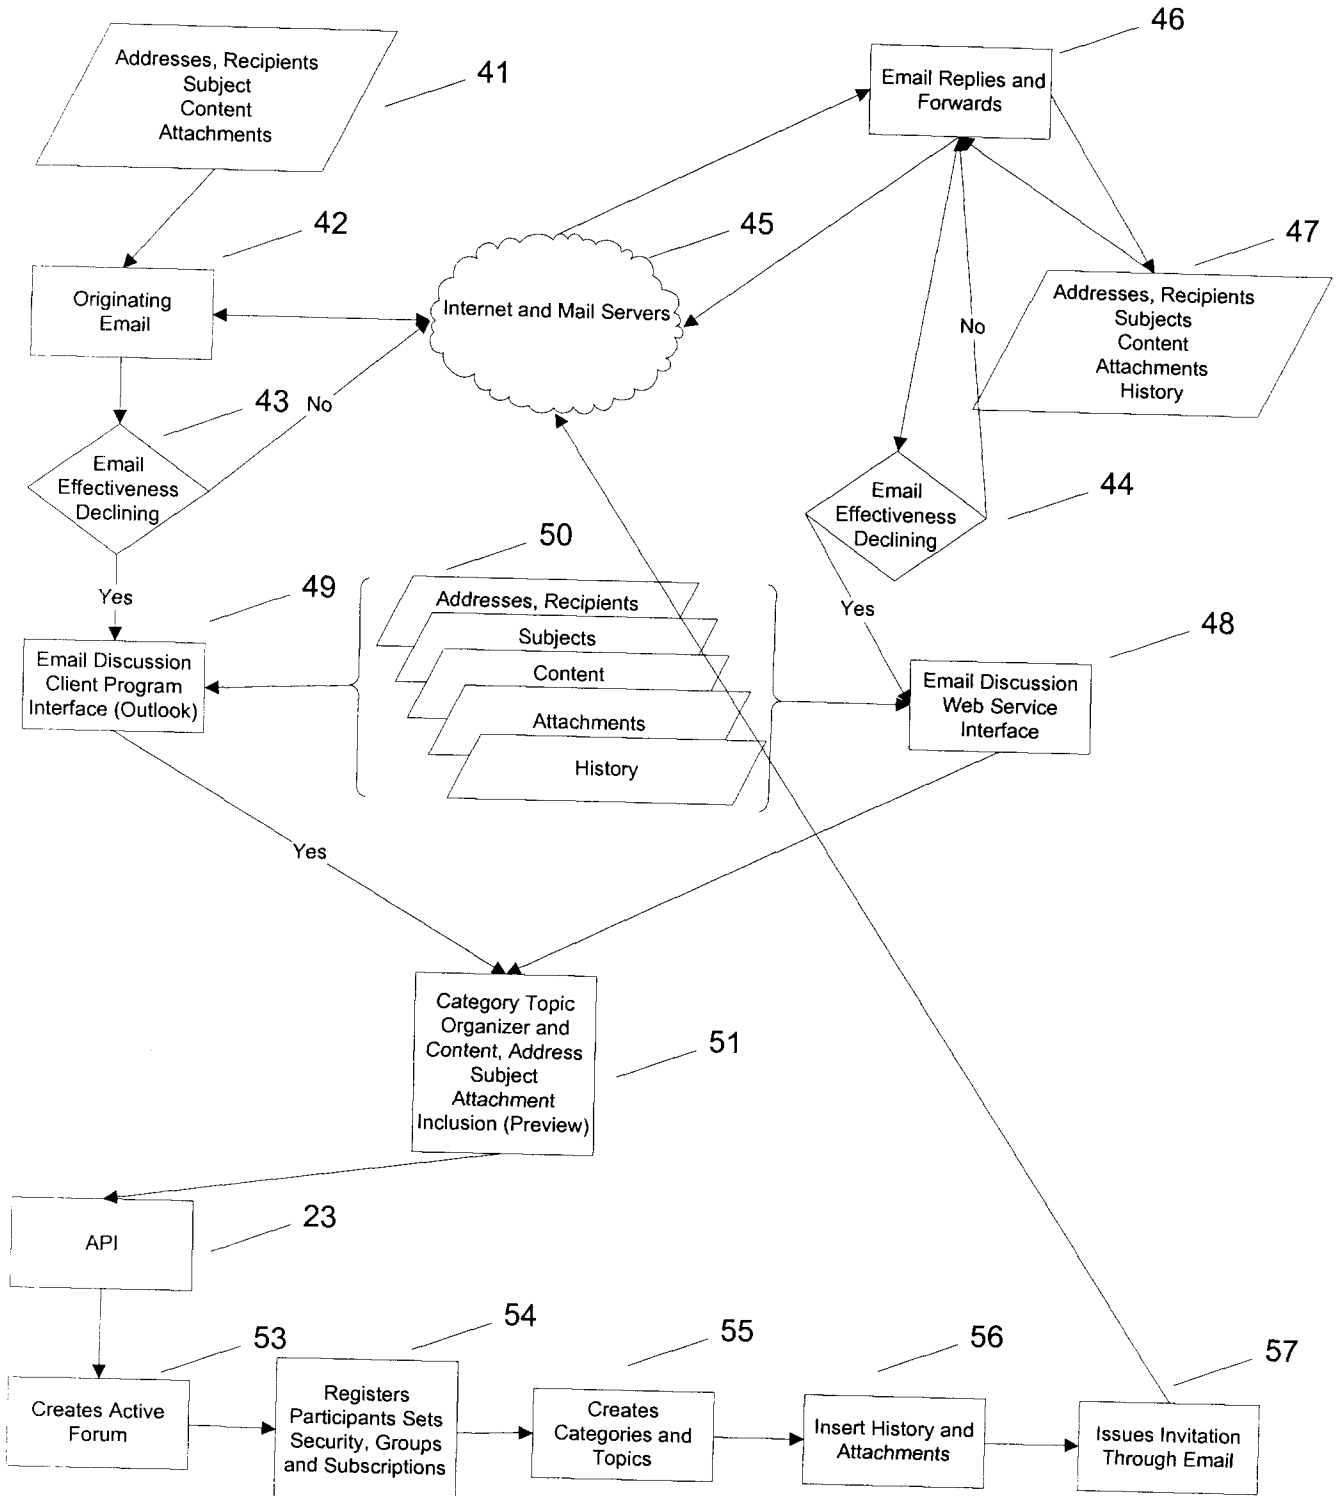 46
Addresses, Recipients
Subject
Content
Attachments
41
Email Replies and
Forwards
42
45
47
Originating
Email
Internet and Mail Servers
Addresses, Recipients
Subjects
Content
Attachments
History
No
43
No
Email
Effectiveness
Declining
44
Email
Effectiveness
Declining
50
Yes
49
Addresses, Recipients
Subjects
Content
Attachments
History
Yes
48
Email Discussion
Client Program
Interface (Outlook)
Email Discussion
Web Service
Interface
Yes
Category Topic
Organizer and
Content, Address
Subject
Attachment
Inclusion (Preview)
51
API
23
53
54
55
56
57
Creates Active
Forum
Registers
Participants Sets
Security, Groups
and Subscriptions
Creates
Categories and
Topics
Insert History and
Attachments
Issues Invitation
Through Email